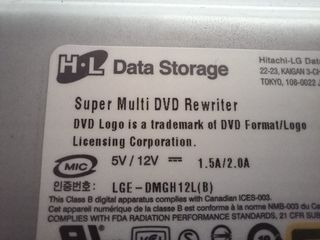 H·L Data Storage
Hitachi-LG Data
22-23, KAIGAN 3-CH
TOKYO, 108-0022 J
Super Multi DVD Rewriter
DVD Logo is a trademark of DVD Format/Logo
Licensing Corporation.
MIC
5V / 12V 1.5A/2.0A
인증번호: LGE-DMGH12L(B)
This Class B digital apparatus complies with Canadian ICES-003.
Cet appareil numérique de la classe B est conforme à la norme NMB-003 du Can
COMPLIES WITH FDA RADIATION PERFORMANCE STANDARDS, 21 CFR SUB